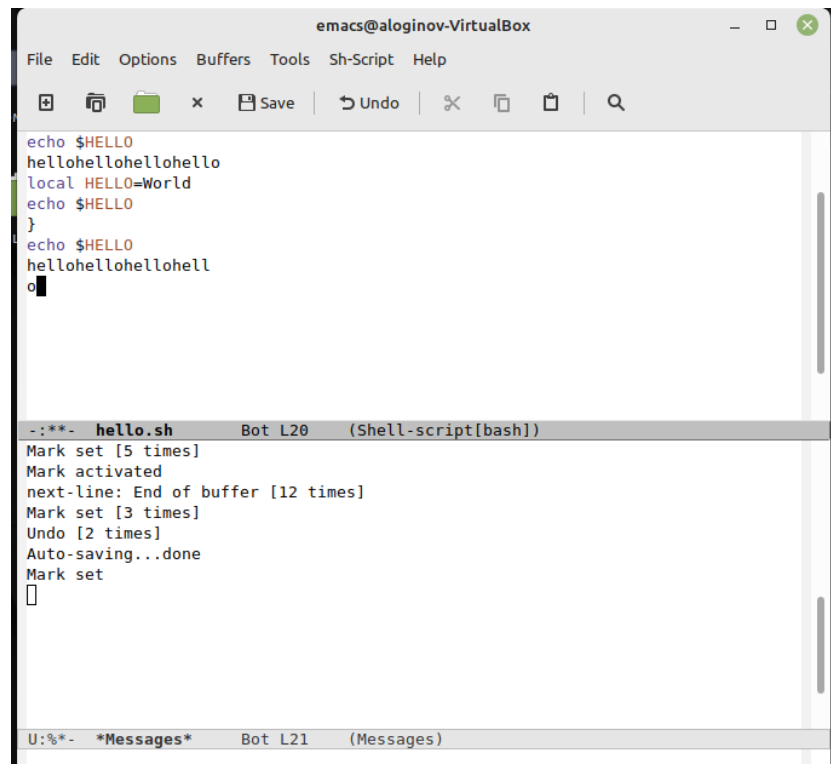 emacs@aloginov-VirtualBox
File Edit Options Buffers Tools Sh-Script Help
Save Undo
echo $HELLO
hellohellohellohello
local HELLO=World
echo $HELLO
}
echo $HELLO
hellohellohellohell
o
-:**- hello.sh Bot L20 (Shell-script[bash])
Mark set [5 times]
Mark activated
next-line: End of buffer [12 times]
Mark set [3 times]
Undo [2 times]
Auto-saving...done
Mark set
U:%*- *Messages* Bot L21 (Messages)